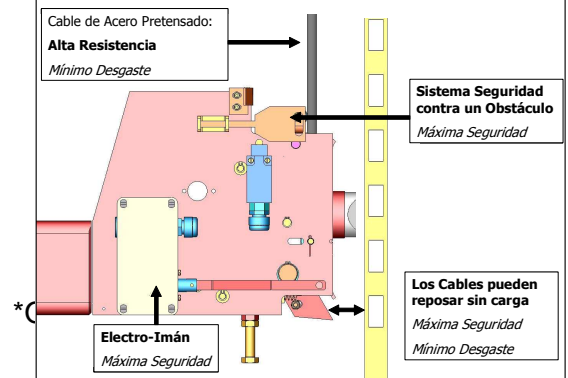 Cable de Acero Pretensado:
Alta Resistencia
Mínimo Desgaste
Sistema Seguridad
contra un Obstáculo
Máxima Seguridad
Los Cables pueden
reposar sin carga
Máxima Seguridad
Mínimo Desgaste
*
Electro-Imán
Máxima Seguridad